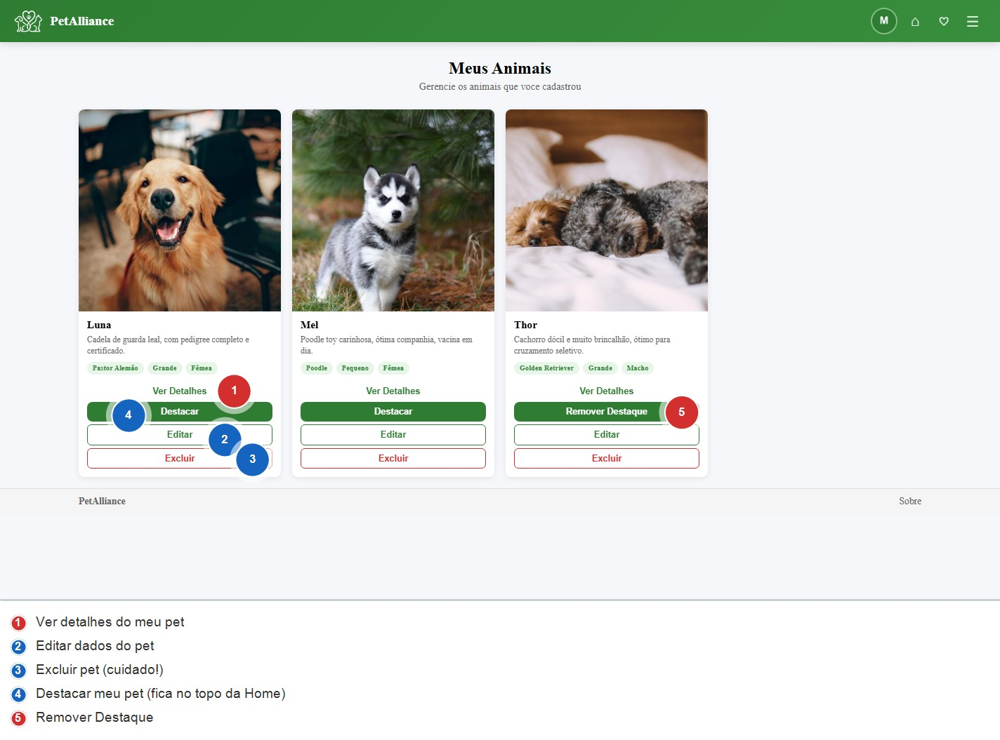 PetAlliance
M
Meus Animais
Gerencie os animais que voce cadastrou
Luna
Cadela de guarda leal, com pedigree completo e
certificado.
Pastor Alemão Grande Fêmea
Ver Detalhes 1
4 Destacar
Editar 2
Excluir 3
Mel
Poodle toy carinhosa, ótima companhia, vacina em
dia.
Poodle Pequeno Fêmea
Ver Detalhes
Destacar
Editar
Excluir
Thor
Cachorro dócil e muito brincalhão, ótimo para
cruzamento seletivo.
Golden Retriever Grande Macho
Ver Detalhes
Remover Destaque 5
Editar
Excluir
PetAlliance Sobre
1 Ver detalhes do meu pet
2 Editar dados do pet
3 Excluir pet (cuidado!)
4 Destacar meu pet (fica no topo da Home)
5 Remover Destaque